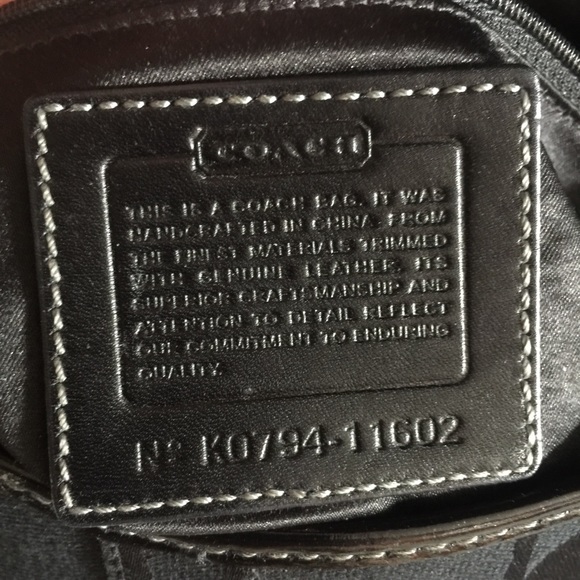 COACH
THIS IS A COACH BAG. IT WAS
HANDCRAFTED IN CHINA. FROM
THE FINEST MATERIALS TRIMMED
WITH GENUINE LEATHER. ITS
SUPERIOR CRAFTSMANSHIP AND
ATTENTION TO DETAIL REFLECT
OUR COMMITMENT TO ENDURING
QUALITY.
Nº K0794-11602